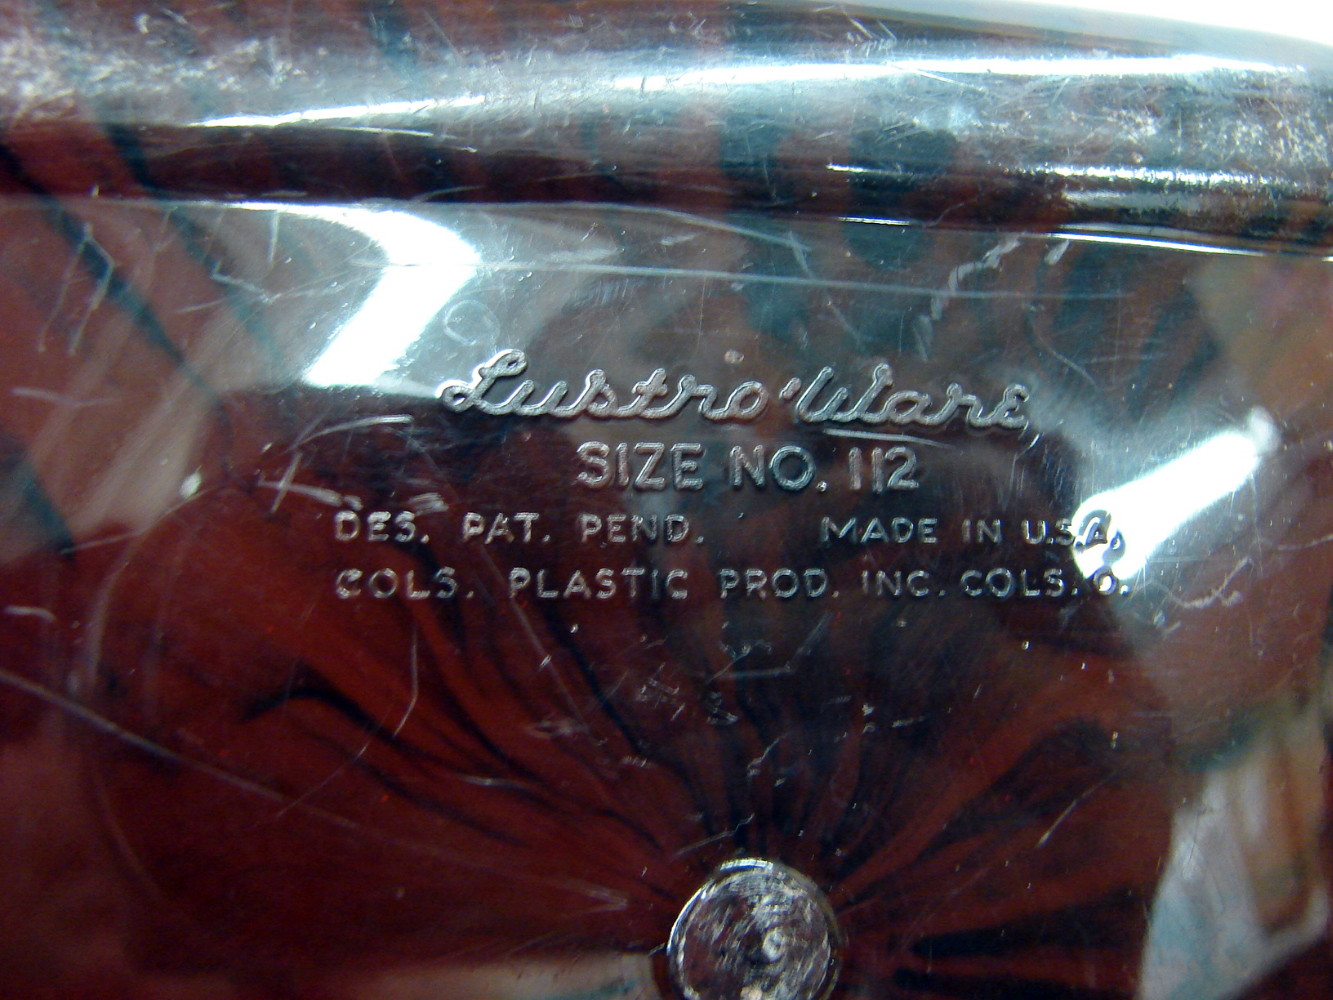 Lustro'Ware
SIZE NO. 112
DES. PAT. PEND. MADE IN U.S.A.
COLS. PLASTIC PROD. INC. COLS. O.